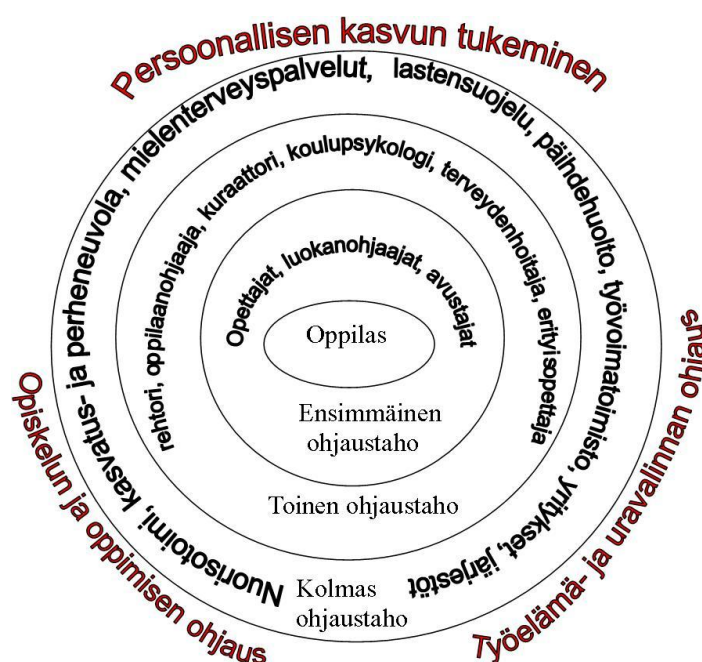 Persoonallisen kasvun tukeminen
Nuorisotoimi, kasvatus- ja perheneuvola, mielenterveyspalvelut, lastensuojelu, päihdehuolto, työvoimatoimisto, yritykset, järjestöt
rehtori, oppilaanohjaaja, kuraattori, koulupsykologi, terveydenhoitaja, erityisopettaja
Opettajat, luokanohjaajat, avustajat
Oppilas
Ensimmäinen
ohjaustaho
Toinen ohjaustaho
Kolmas
ohjaustaho
Opiskelun ja oppimisen ohjaus
Työelämä- ja uravalinnan ohjaus